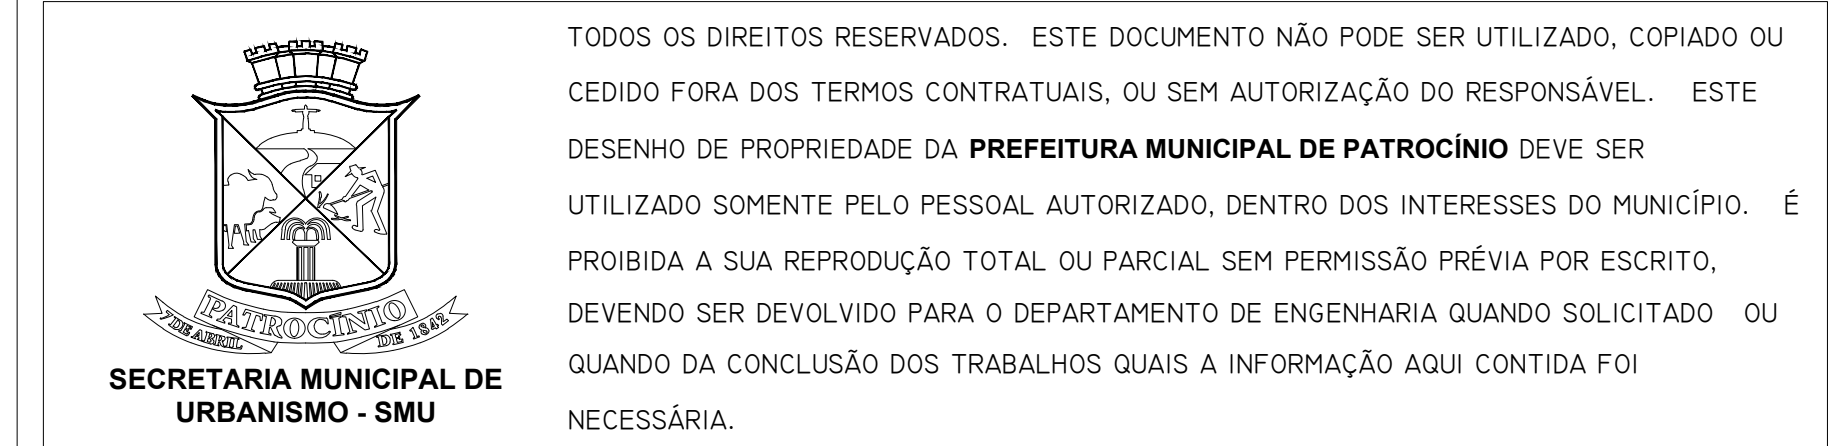 PATROCÍNIO
7 DE ABRIL
DE 1842
SECRETARIA MUNICIPAL DE
URBANISMO - SMU
TODOS OS DIREITOS RESERVADOS. ESTE DOCUMENTO NÃO PODE SER UTILIZADO, COPIADO OU
CEDIDO FORA DOS TERMOS CONTRATUAIS, OU SEM AUTORIZAÇÃO DO RESPONSÁVEL. ESTE
DESENHO DE PROPRIEDADE DA PREFEITURA MUNICIPAL DE PATROCÍNIO DEVE SER
UTILIZADO SOMENTE PELO PESSOAL AUTORIZADO, DENTRO DOS INTERESSES DO MUNICÍPIO. É
PROIBIDA A SUA REPRODUÇÃO TOTAL OU PARCIAL SEM PERMISSÃO PRÉVIA POR ESCRITO,
DEVENDO SER DEVOLVIDO PARA O DEPARTAMENTO DE ENGENHARIA QUANDO SOLICITADO OU
QUANDO DA CONCLUSÃO DOS TRABALHOS QUAIS A INFORMAÇÃO AQUI CONTIDA FOI
NECESSÁRIA.